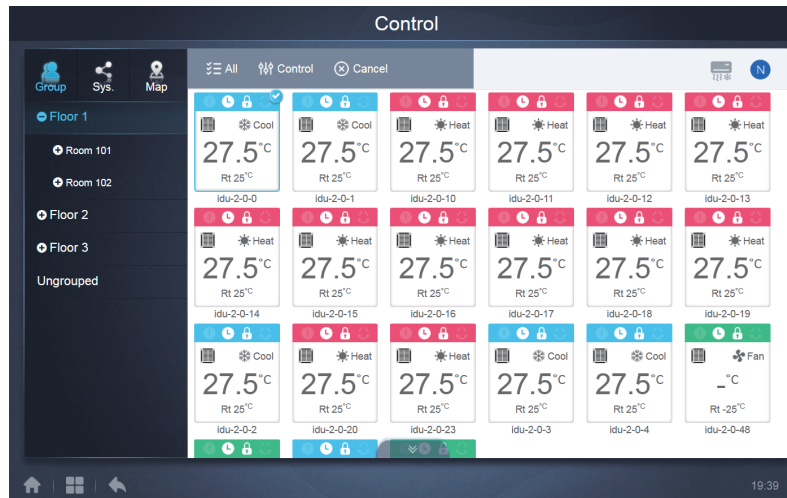 Control
Group Sys. Map
All Control Cancel
N
Floor 1
Room 101
Room 102
Floor 2
Floor 3
Ungrouped
Cool Cool Heat Heat Heat Heat
27.5°C 27.5°C 27.5°C 27.5°C 27.5°C 27.5°C
Rt 25°C Rt 25°C Rt 25°C Rt 25°C Rt 25°C Rt 25°C
idu-2-0-0 idu-2-0-1 idu-2-0-10 idu-2-0-11 idu-2-0-12 idu-2-0-13
Heat Heat Heat Heat Heat Heat
27.5°C 27.5°C 27.5°C 27.5°C 27.5°C 27.5°C
Rt 25°C Rt 25°C Rt 25°C Rt 25°C Rt 25°C Rt 25°C
idu-2-0-14 idu-2-0-15 idu-2-0-16 idu-2-0-17 idu-2-0-18 idu-2-0-19
Cool Heat Heat Cool Cool Fan
27.5°C 27.5°C 27.5°C 27.5°C 27.5°C _°C
Rt 25°C Rt 25°C Rt 25°C Rt 25°C Rt 25°C Rt -25°C
idu-2-0-2 idu-2-0-20 idu-2-0-23 idu-2-0-3 idu-2-0-4 idu-2-0-48
19:39